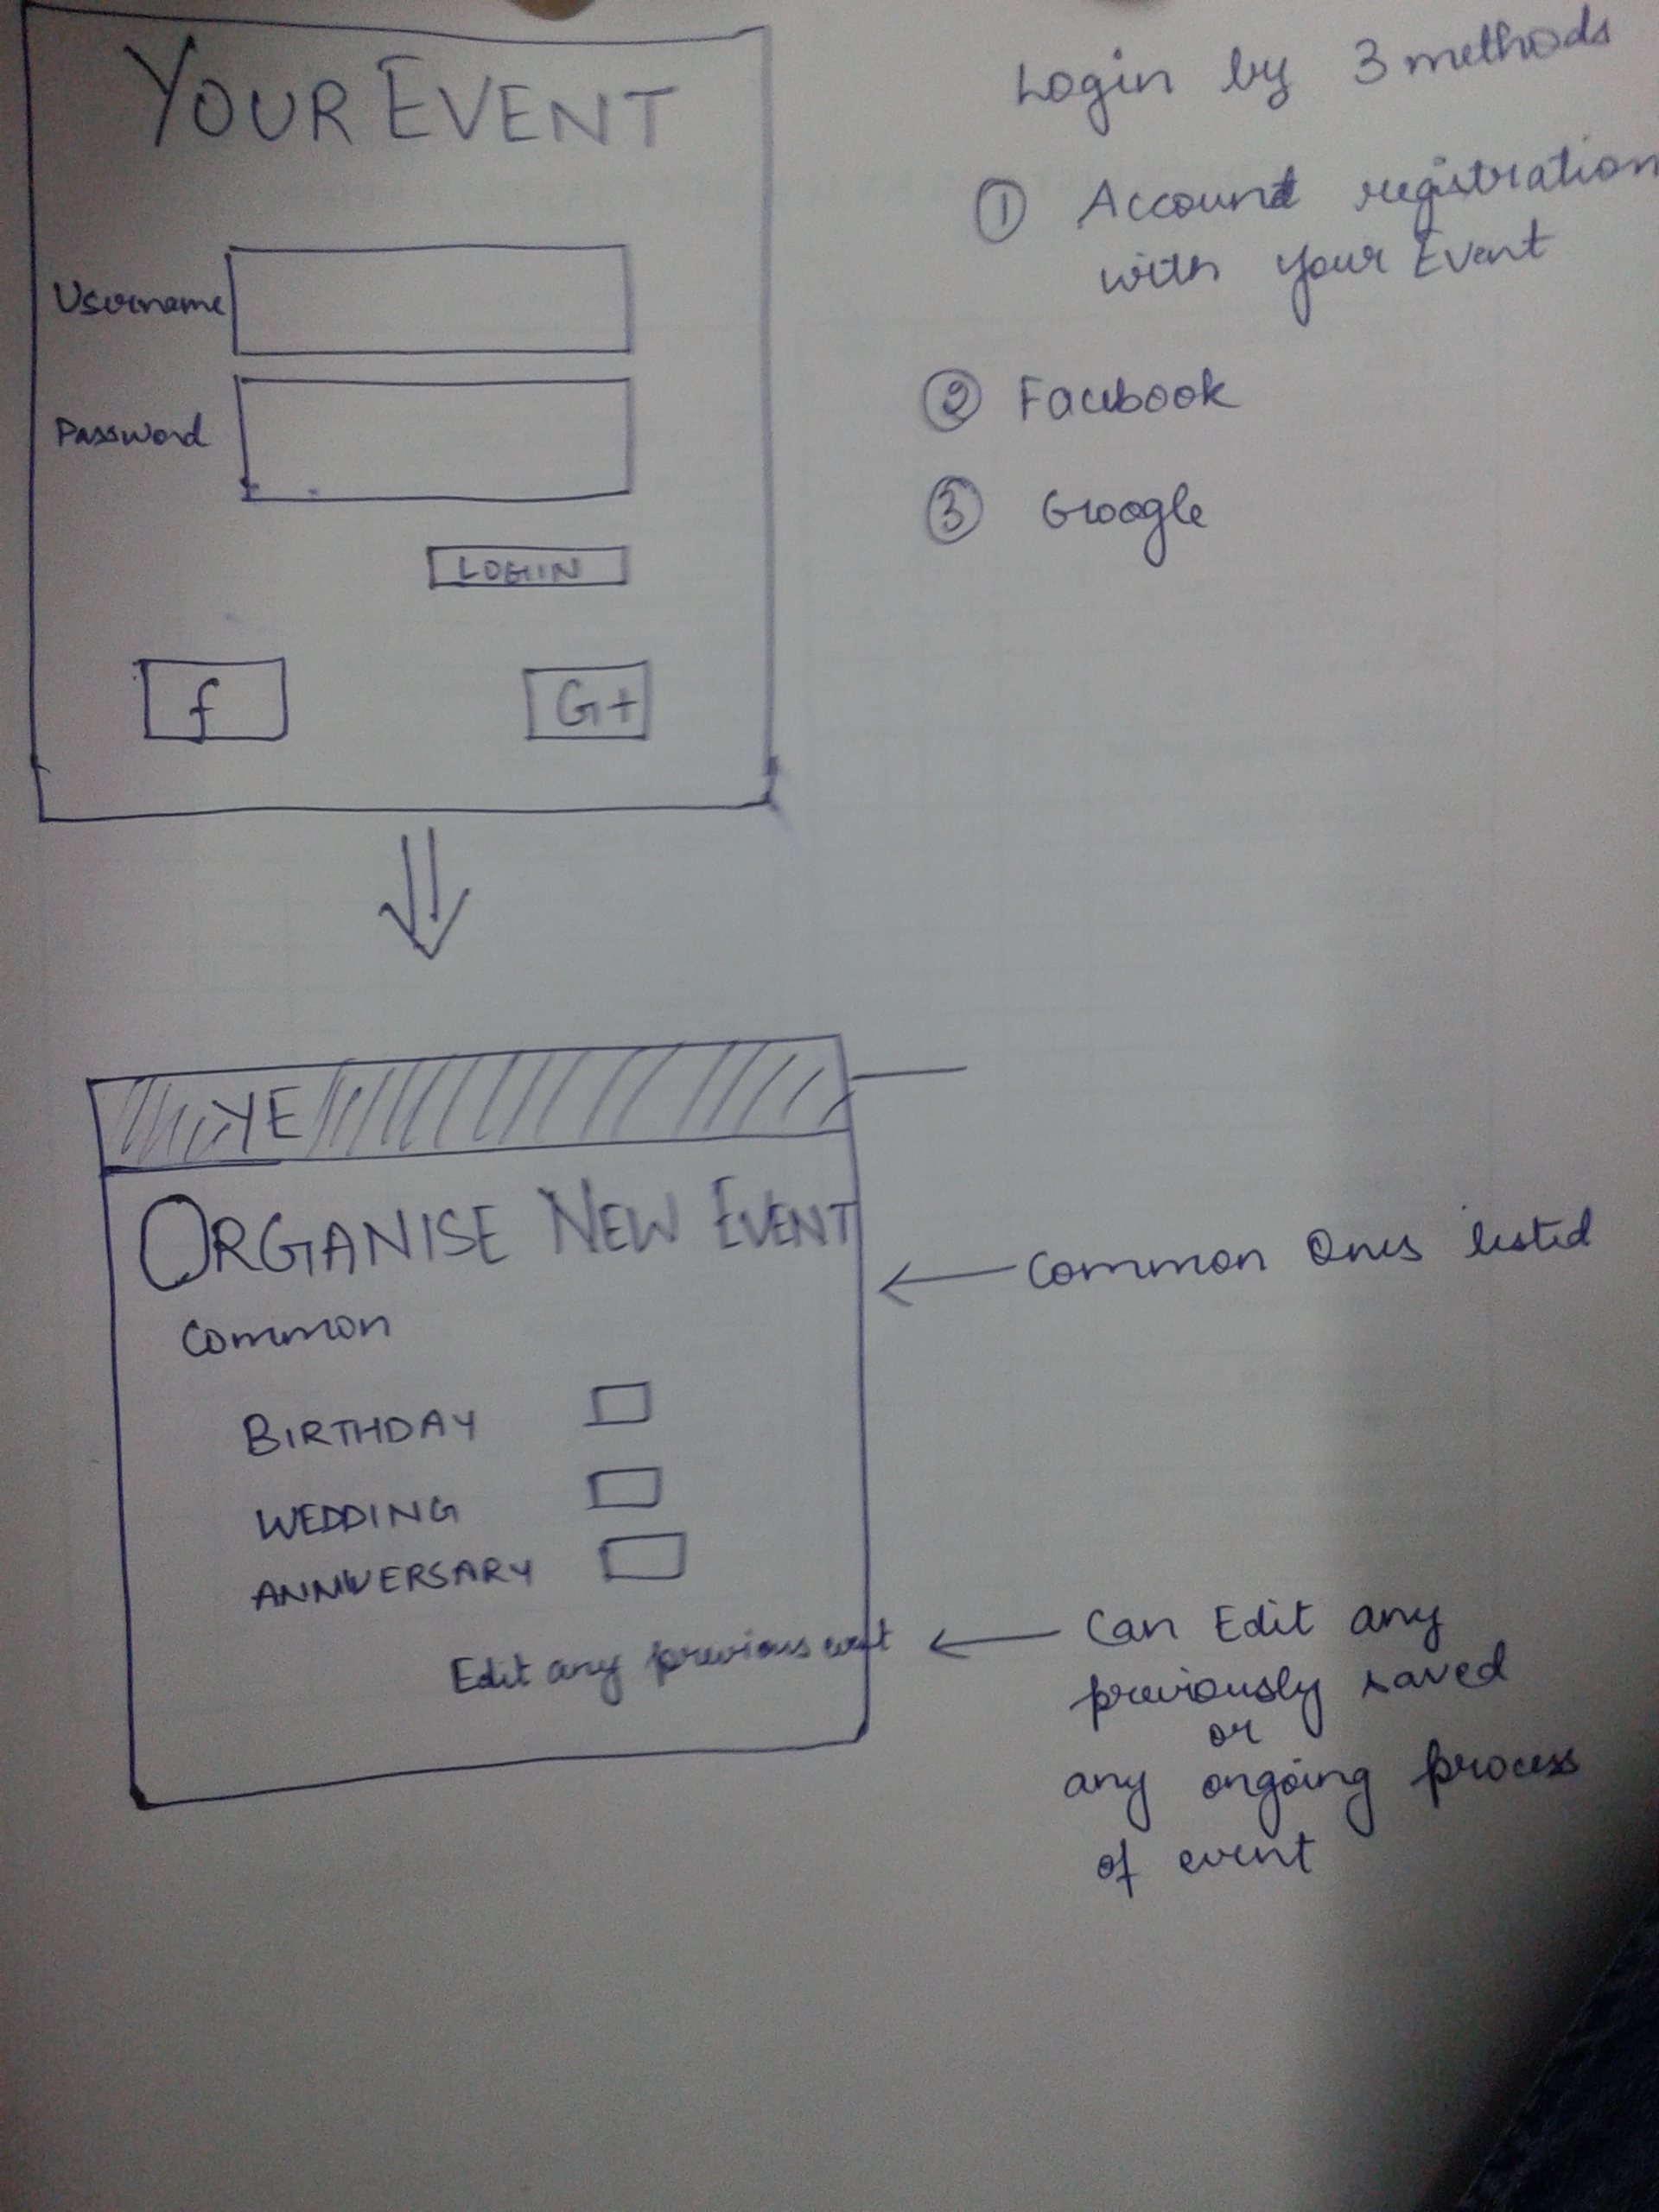 YOUR EVENT
Username
Password
LOGIN
f
G+
Login by 3 methods
① Account registration
with your Event
② Facebook
③ Google
YE
ORGANISE NEW EVENT
Common
BIRTHDAY
WEDDING
ANNIVERSARY
Edit any previous event
Common Ones listed
Can Edit any
previously saved
or
any ongoing process
of event